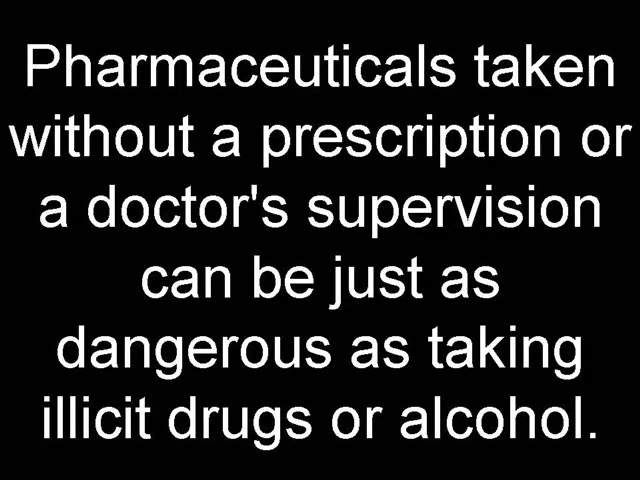 Pharmaceuticals taken
without a prescription or
a doctor's supervision
can be just as
dangerous as taking
illicit drugs or alcohol.